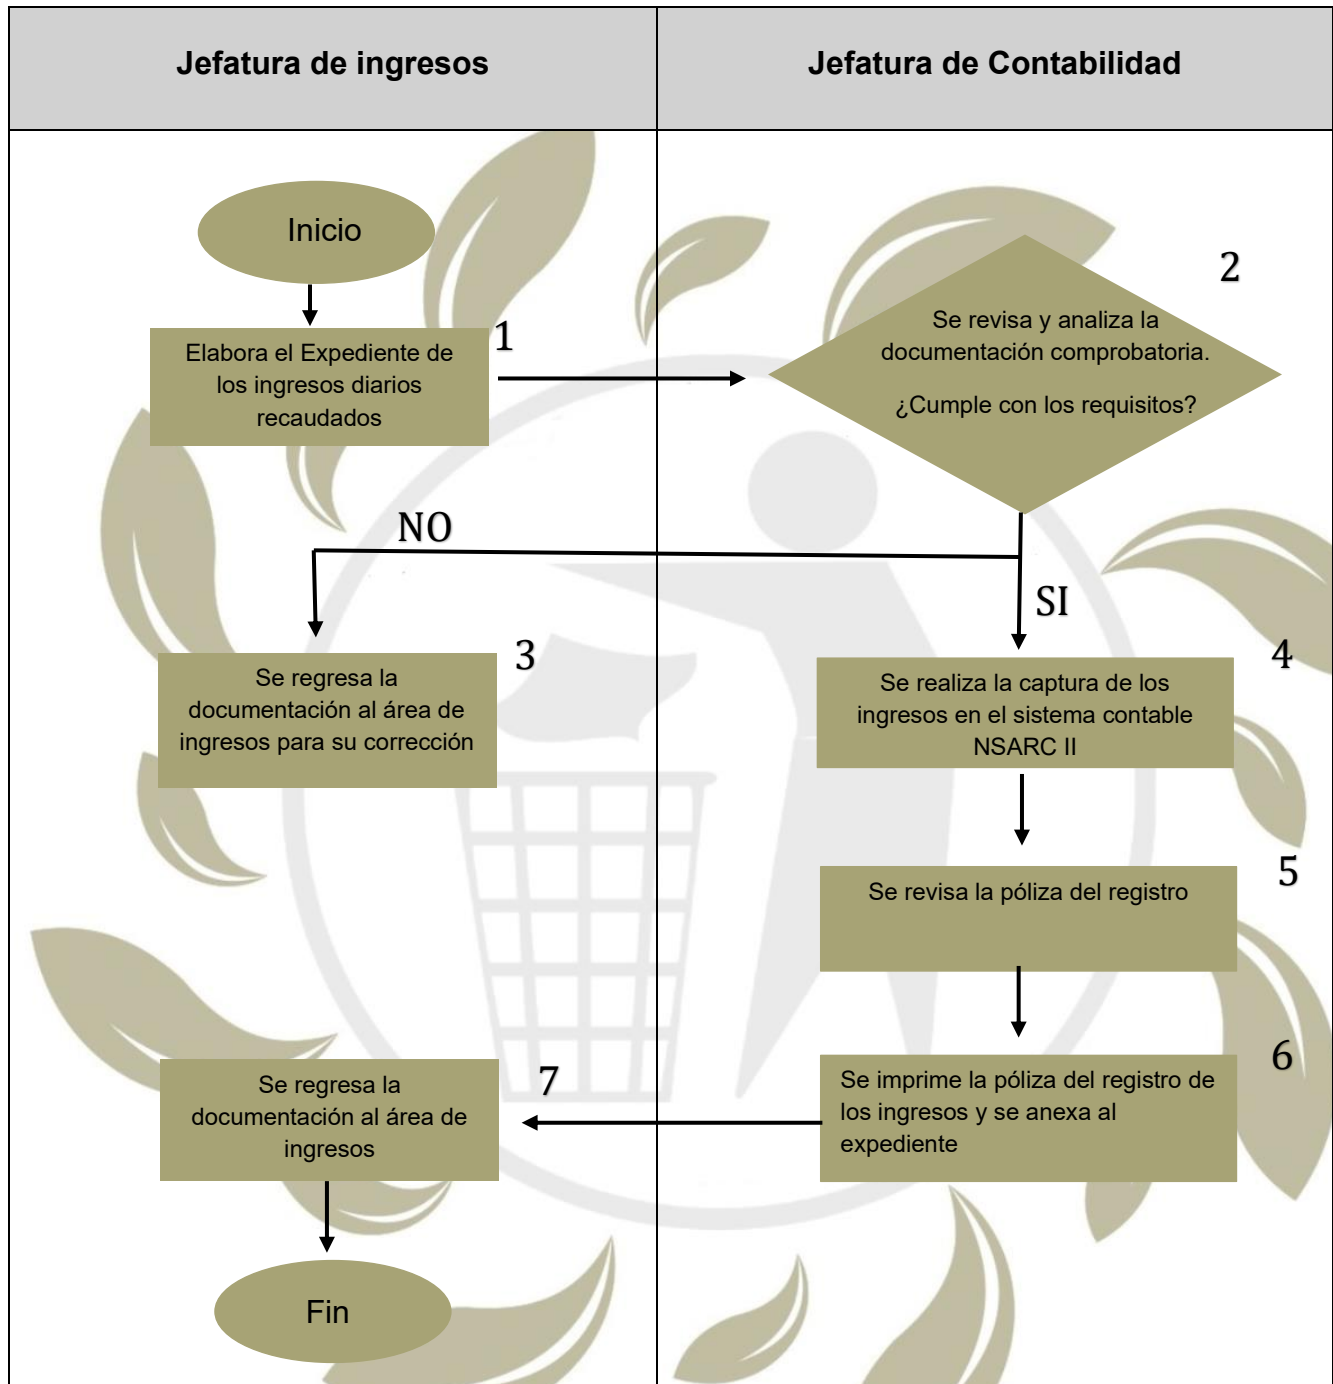 Jefatura de ingresos
Jefatura de Contabilidad
Inicio
1
Elabora el Expediente de
los ingresos diarios
recaudados
2
Se revisa y analiza la
documentación comprobatoria.
¿Cumple con los requisitos?
NO
SI
3
Se regresa la
documentación al área de
ingresos para su corrección
4
Se realiza la captura de los
ingresos en el sistema contable
NSARC II
5
Se revisa la póliza del registro
6
Se imprime la póliza del registro de
los ingresos y se anexa al
expediente
7
Se regresa la
documentación al área de
ingresos
Fin